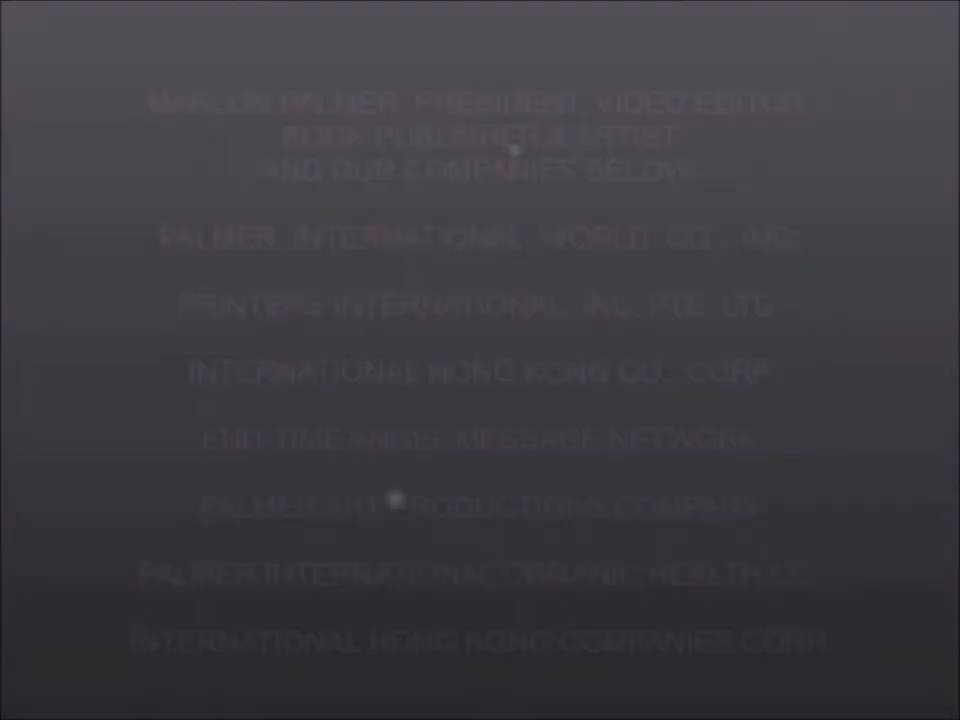 PALMER PRESIDENT VIDEO EDITOR
BOOK PUBLISHER & ARTIST
AND OUR COMPANIES BELOW
PALMER INTERNATIONAL WORLD CO., INC.
PRINTERS INTERNATIONAL INC. PTE. LTD
INTERNATIONAL HONG KONG CO., CORP
END-TIME ANGEL MESSAGE NETWORK
PALMER ART PRODUCTIONS COMPANY
PALMER INTERNATIONAL ORGANIC HEALTH
INTERNATIONAL HONG KONG COMPANIES CORP